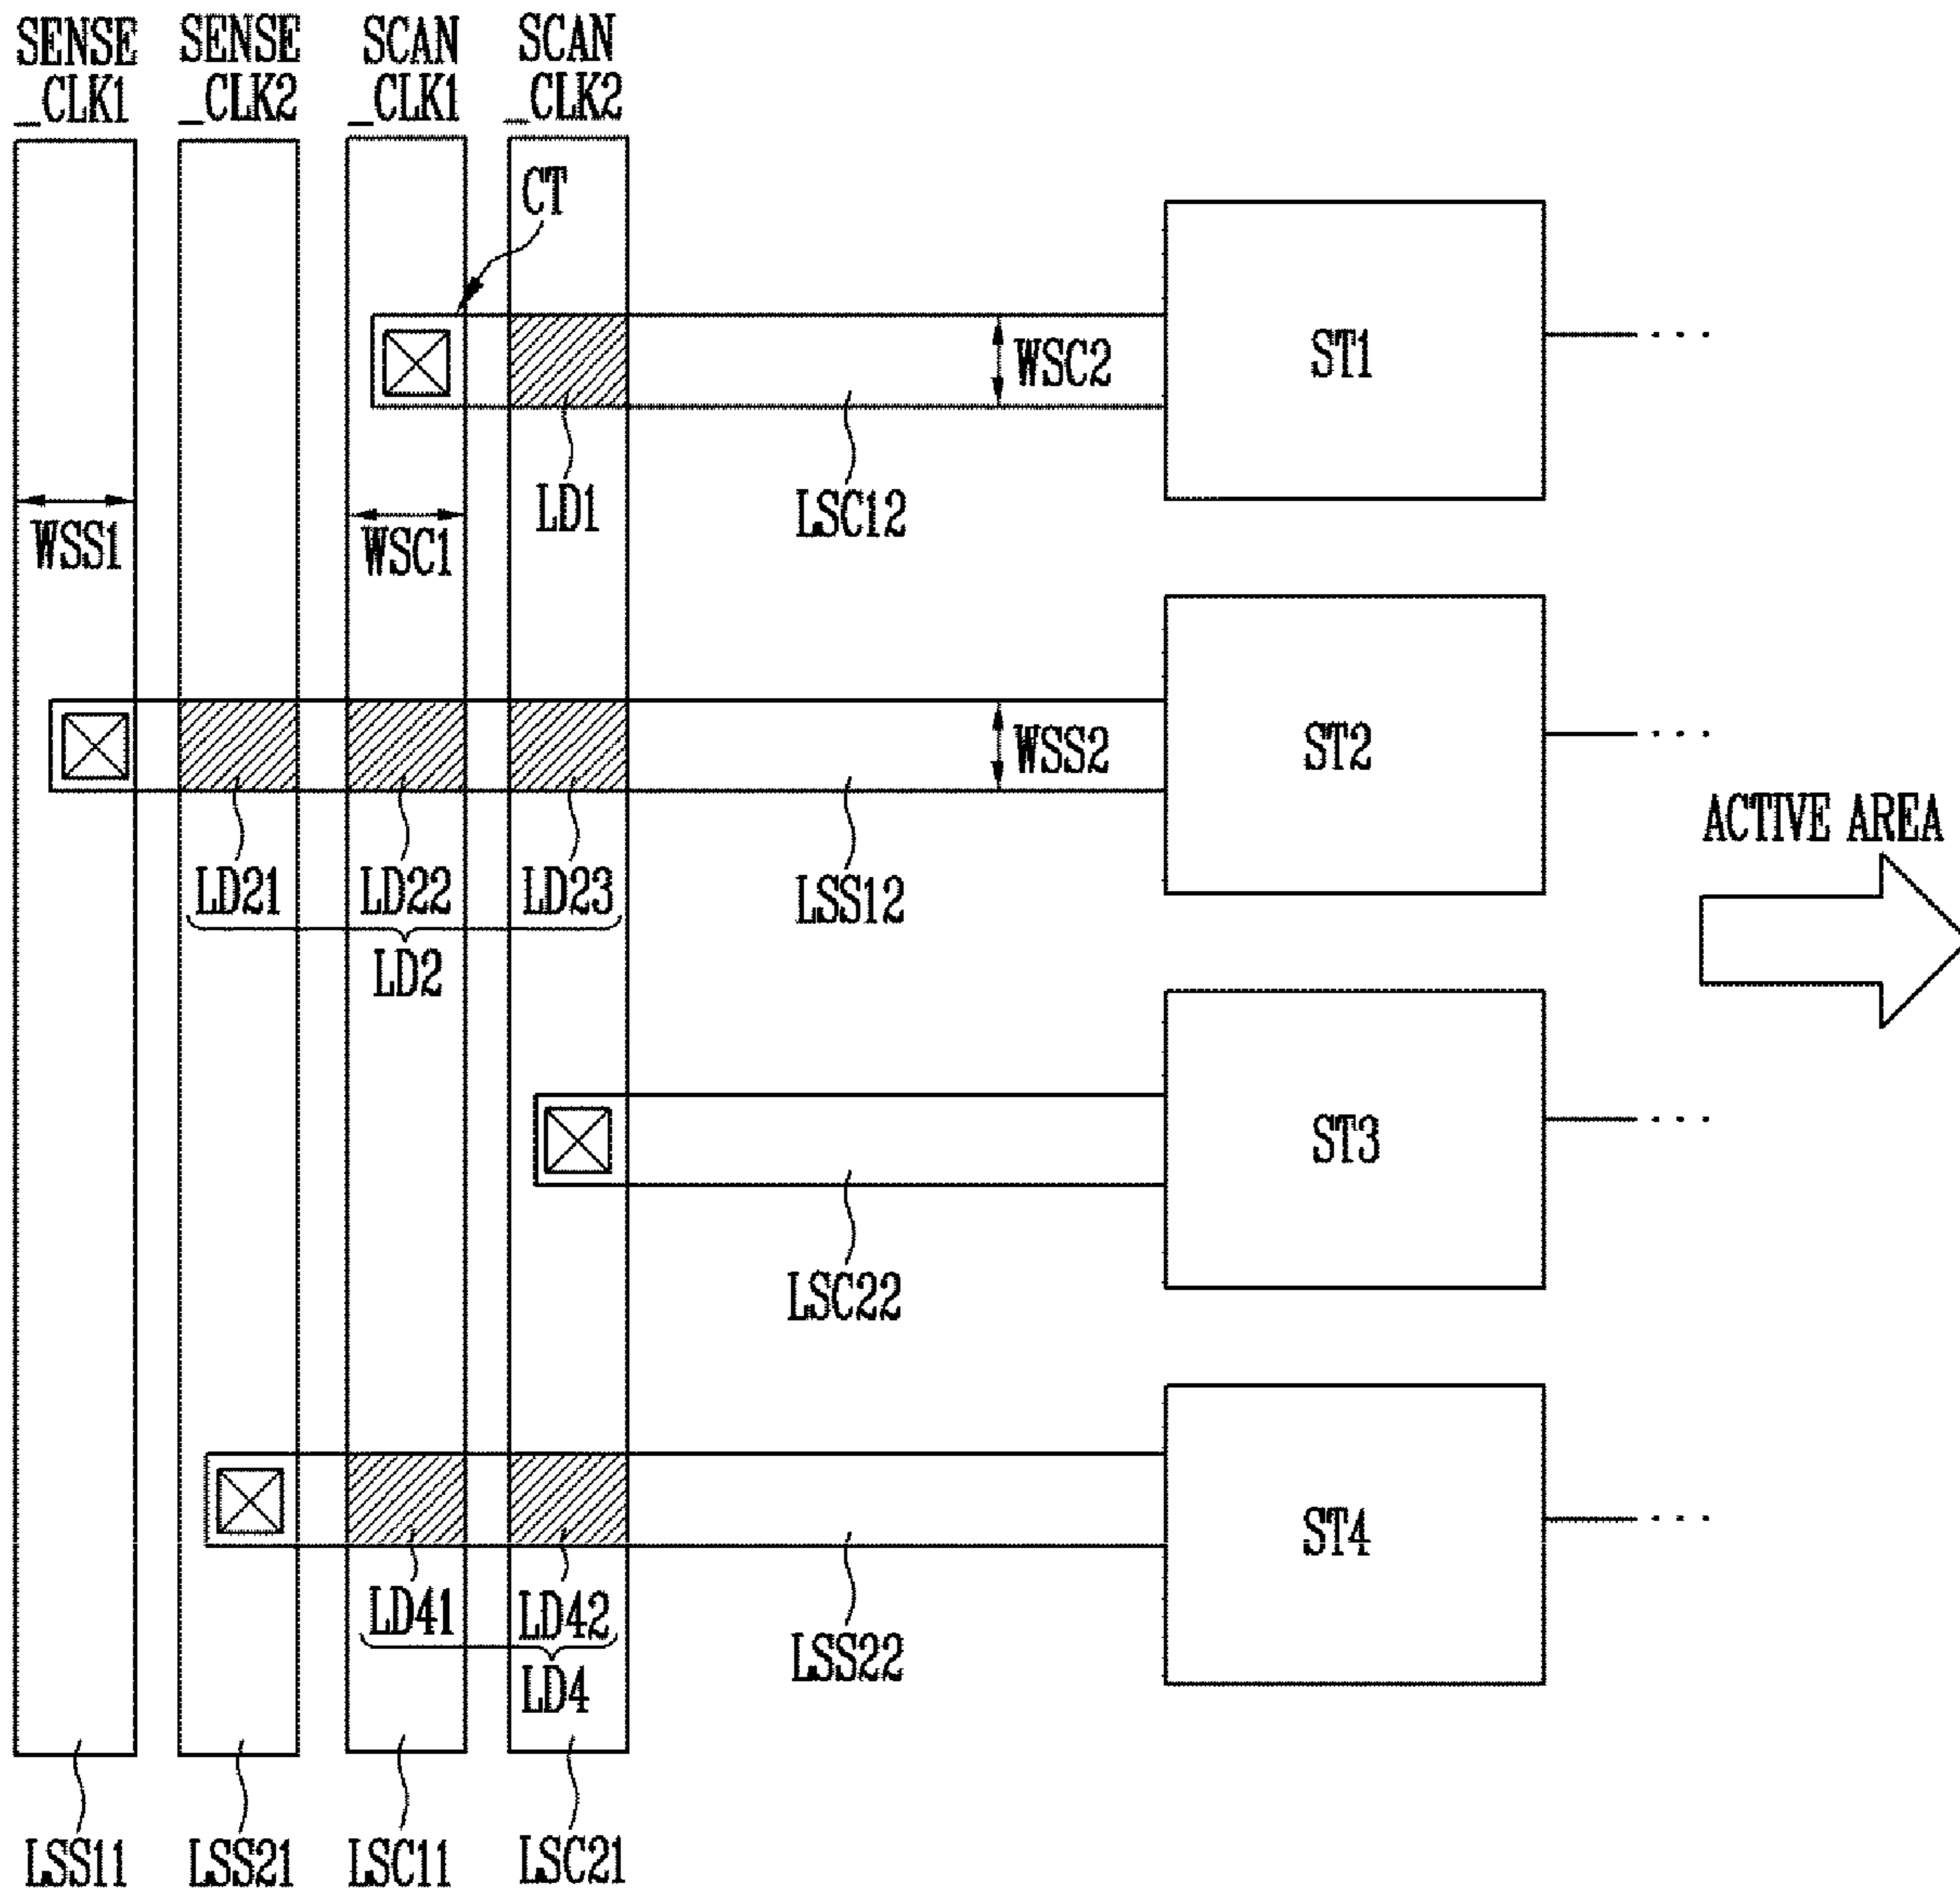 SENSE
_CLK1
SENSE
_CLK2
SCAN
_CLK1
SCAN
_CLK2
CT
WSC2
ST1
LD1
LSC12
WSS1
WSC1
WSS2
ST2
ACTIVE AREA
LD21
LD22
LD23
LSS12
LD2
ST3
LSC22
ST4
LD41
LD42
LSS22
LD4
LSS11
LSS21
LSC11
LSC21